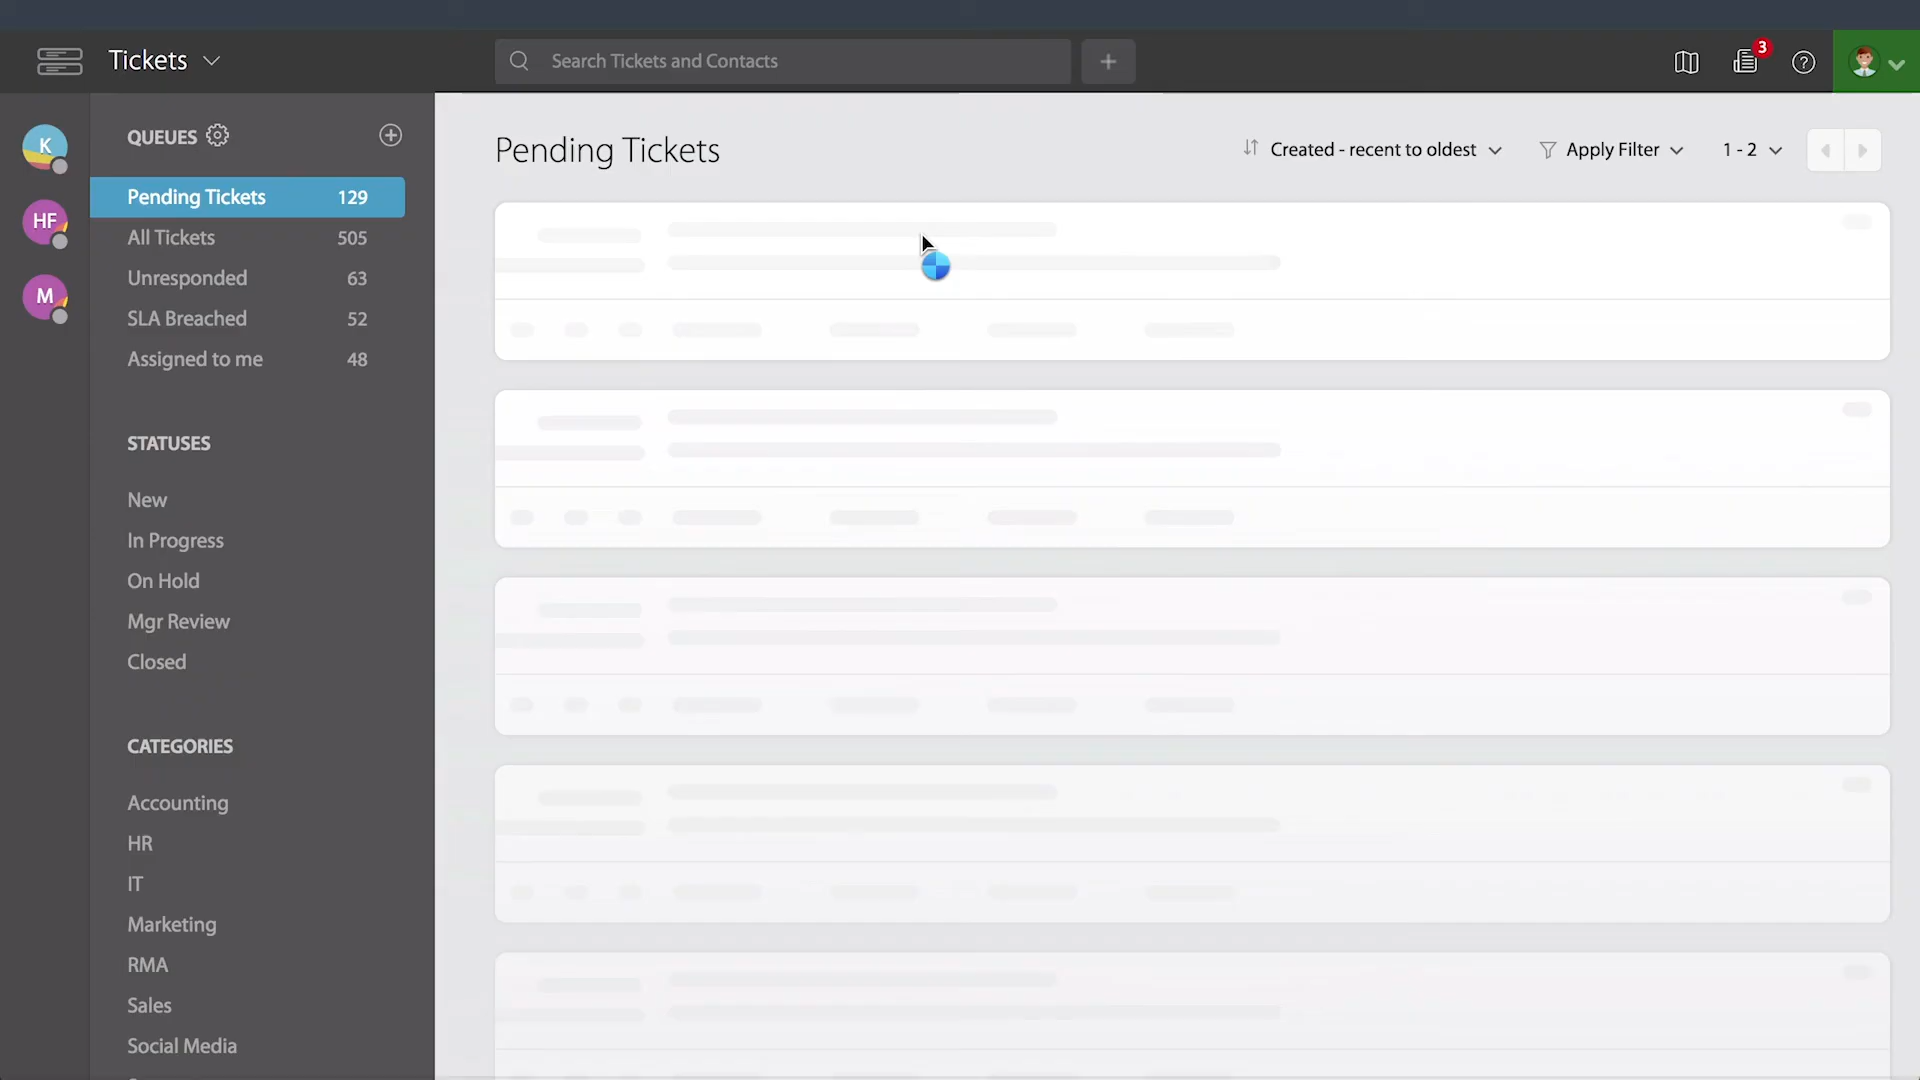 Tickets
Search Tickets and Contacts
+
3
?
K
HF
M
QUEUES
Pending Tickets 129
All Tickets 505
Unresponded 63
SLA Breached 52
Assigned to me 48
STATUSES
New
In Progress
On Hold
Mgr Review
Closed
CATEGORIES
Accounting
HR
IT
Marketing
RMA
Sales
Social Media
Pending Tickets
Created - recent to oldest
Apply Filter
1 - 2